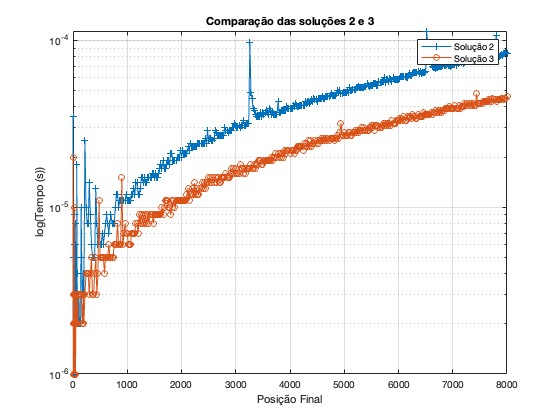 Comparação das soluções 2 e 3
Solução 2
Solução 3
log(Tempo (s))
10^-4
10^-5
10^-6
0 1000 2000 3000 4000 5000 6000 7000 8000
Posição Final